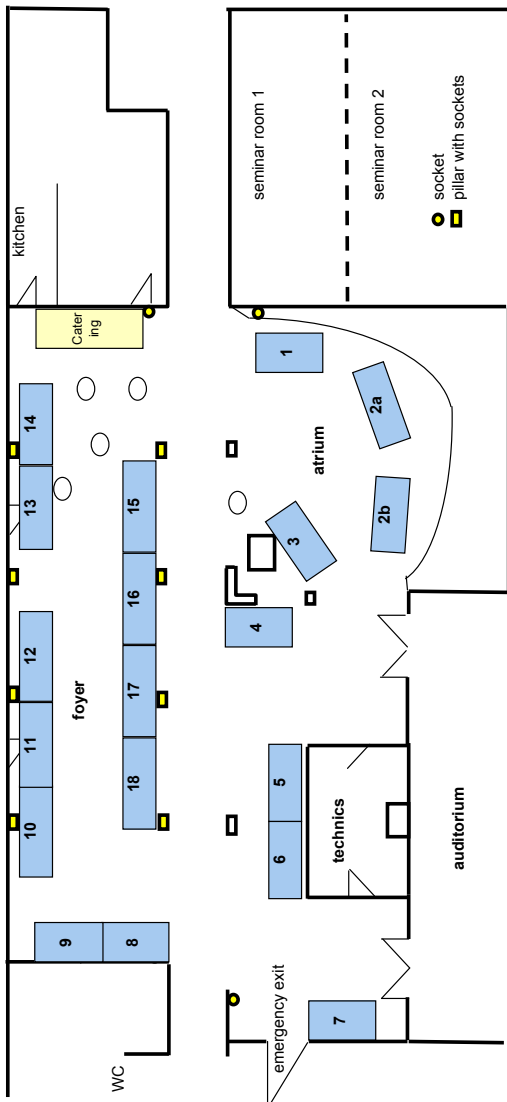 kitchen
10
11
12
13
14
9
foyer
Cater
ing
WC
8
18
17
16
15
4
seminar room 1
emergency exit
6
5
1
3
atrium
7
technics
2b
2a
seminar room 2
socket
pillar with sockets
auditorium